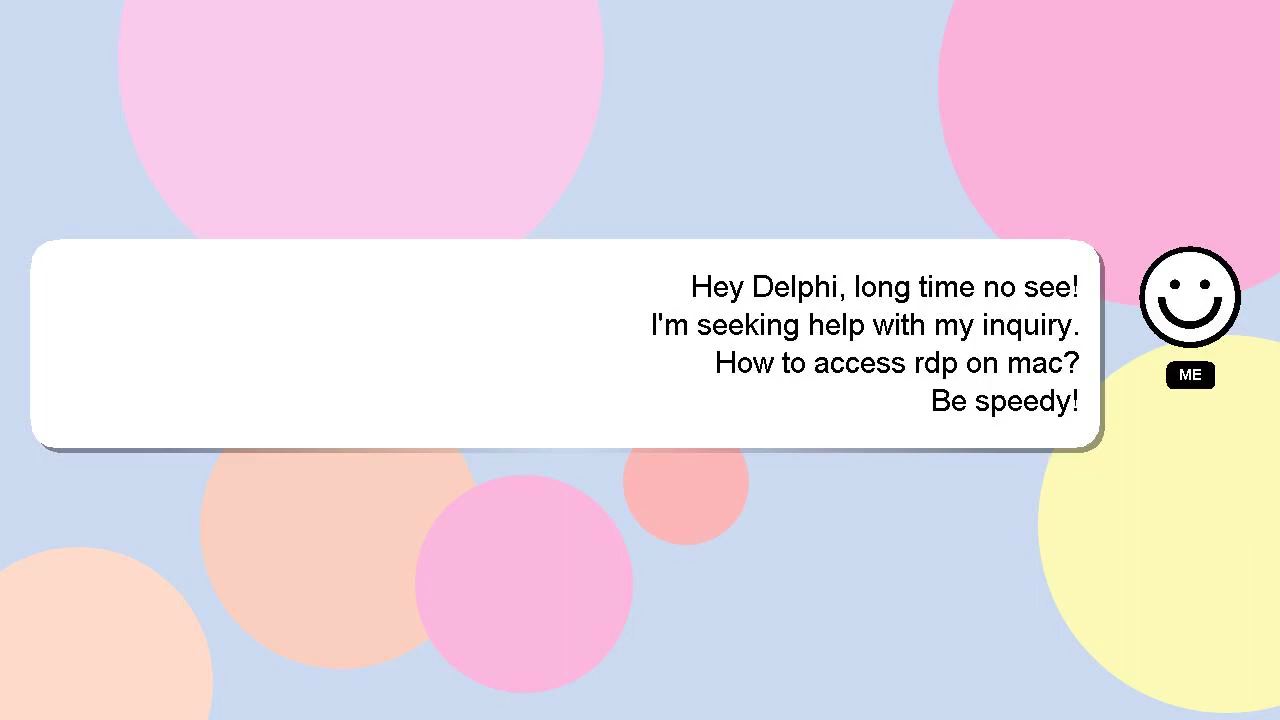 Hey Delphi, long time no see!
I'm seeking help with my inquiry.
How to access rdp on mac?
Be speedy!
ME